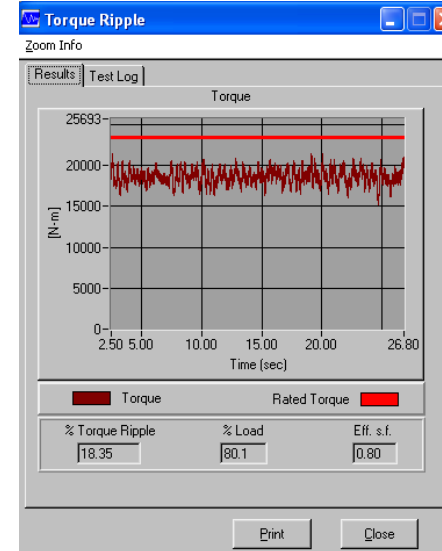 Torque Ripple
Zoom Info
Results Test Log
Torque
25693
20000
15000
[N-m]
10000
5000
0
2.50 5.00 10.00 15.00 20.00 26.80
Time (sec)
Torque Rated Torque
% Torque Ripple % Load Eff. s.f.
18.35 80.1 0.80
Print Close